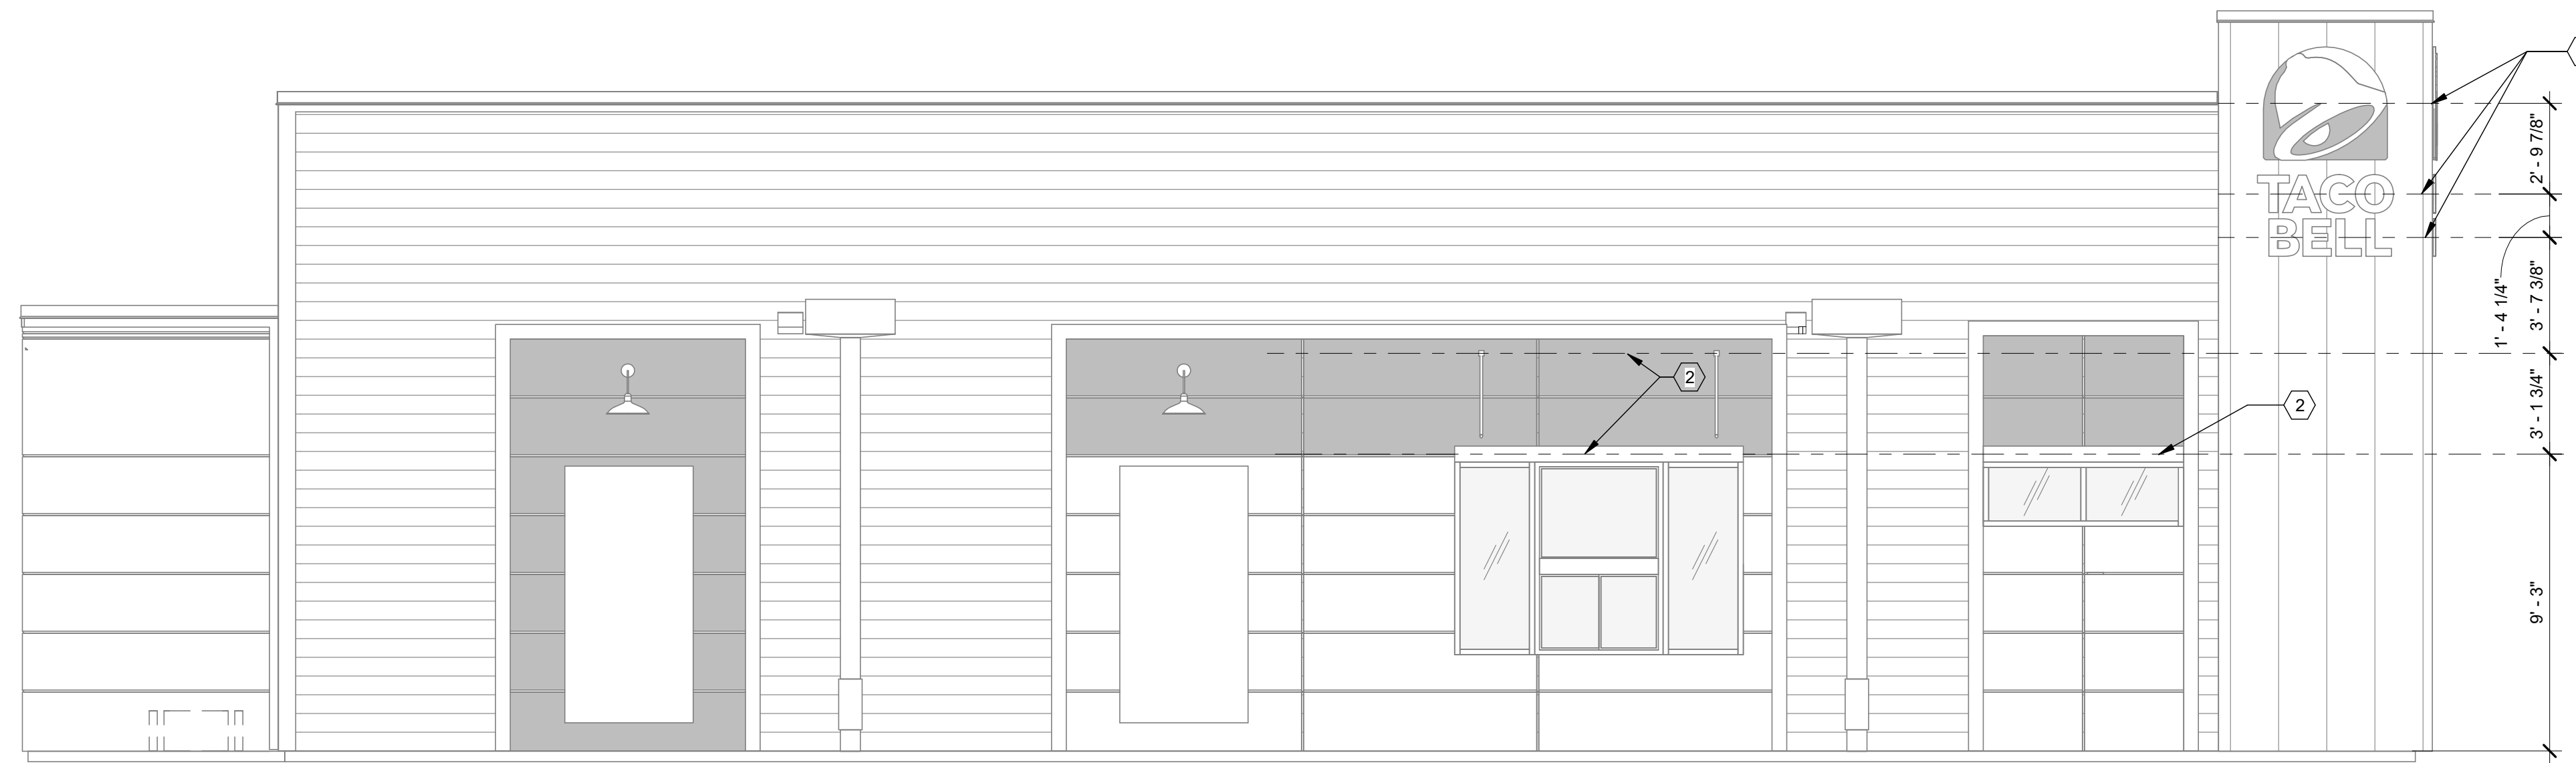 TACO
BELL
2' - 9 7/8"
1' - 4 1/4"
3' - 7 3/8"
2
3' - 1 3/4"
2
9' - 3"